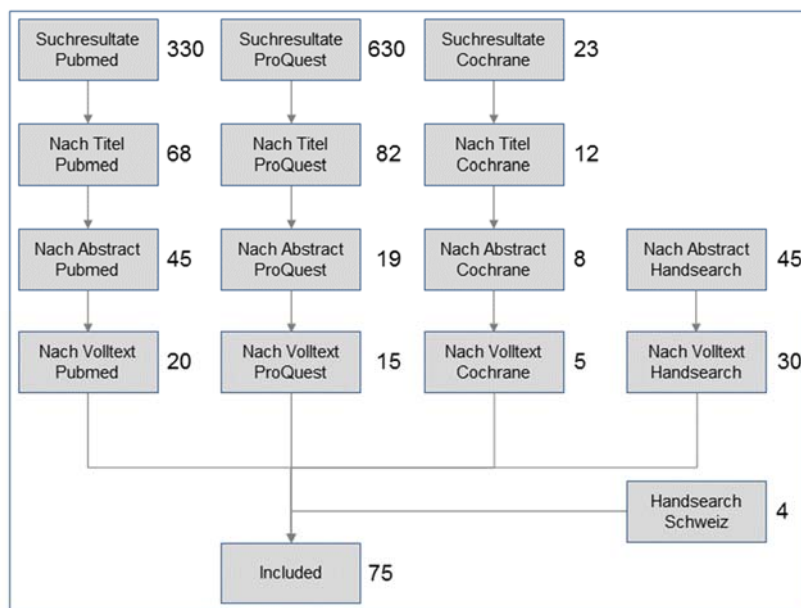 Suchresultate
Pubmed
330
Suchresultate
ProQuest
630
Suchresultate
Cochrane
23
Nach Titel
Pubmed
68
Nach Titel
ProQuest
82
Nach Titel
Cochrane
12
Nach Abstract
Pubmed
45
Nach Abstract
ProQuest
19
Nach Abstract
Cochrane
8
Nach Abstract
Handsearch
45
Nach Volltext
Pubmed
20
Nach Volltext
ProQuest
15
Nach Volltext
Cochrane
5
Nach Volltext
Handsearch
30
Handsearch
Schweiz
4
Included
75